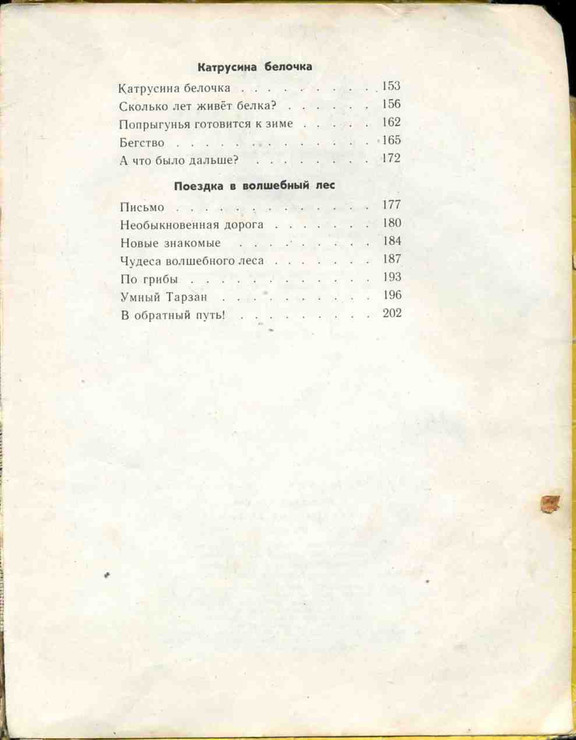 Катрусина белочка
Катрусина белочка . . . . . . . . . 153
Сколько лет живёт белка? . . . . . . 156
Попрыгунья готовится к зиме . . . . . 162
Бегство . . . . . . . . . . . . . 165
А что было дальше? . . . . . . . . 172
Поездка в волшебный лес
Письмо . . . . . . . . . . . . . 177
Необыкновенная дорога . . . . . . . 180
Новые знакомые . . . . . . . . . 184
Чудеса волшебного леса . . . . . . . 187
По грибы . . . . . . . . . . . . 193
Умный Тарзан . . . . . . . . . . 196
В обратный путь! . . . . . . . . . 202